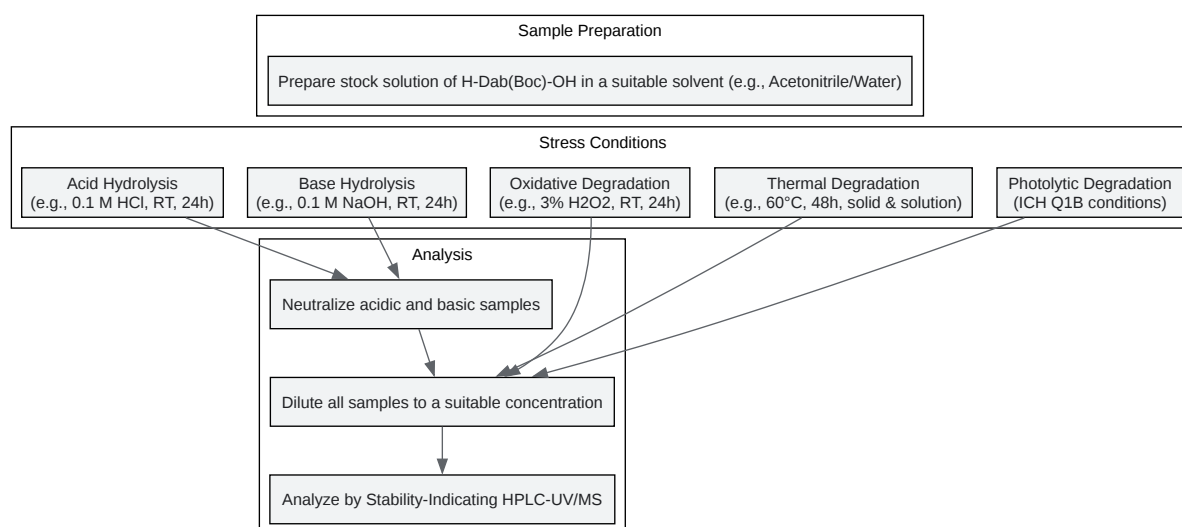 Sample Preparation
Prepare stock solution of H-Dab(Boc)-OH in a suitable solvent (e.g., Acetonitrile/Water)
Stress Conditions
Acid Hydrolysis
(e.g., 0.1 M HCl, RT, 24h)
Base Hydrolysis
(e.g., 0.1 M NaOH, RT, 24h)
Oxidative Degradation
(e.g., 3% H2O2, RT, 24h)
Thermal Degradation
(e.g., 60°C, 48h, solid & solution)
Photolytic Degradation
(ICH Q1B conditions)
Analysis
Neutralize acidic and basic samples
Dilute all samples to a suitable concentration
Analyze by Stability-Indicating HPLC-UV/MS